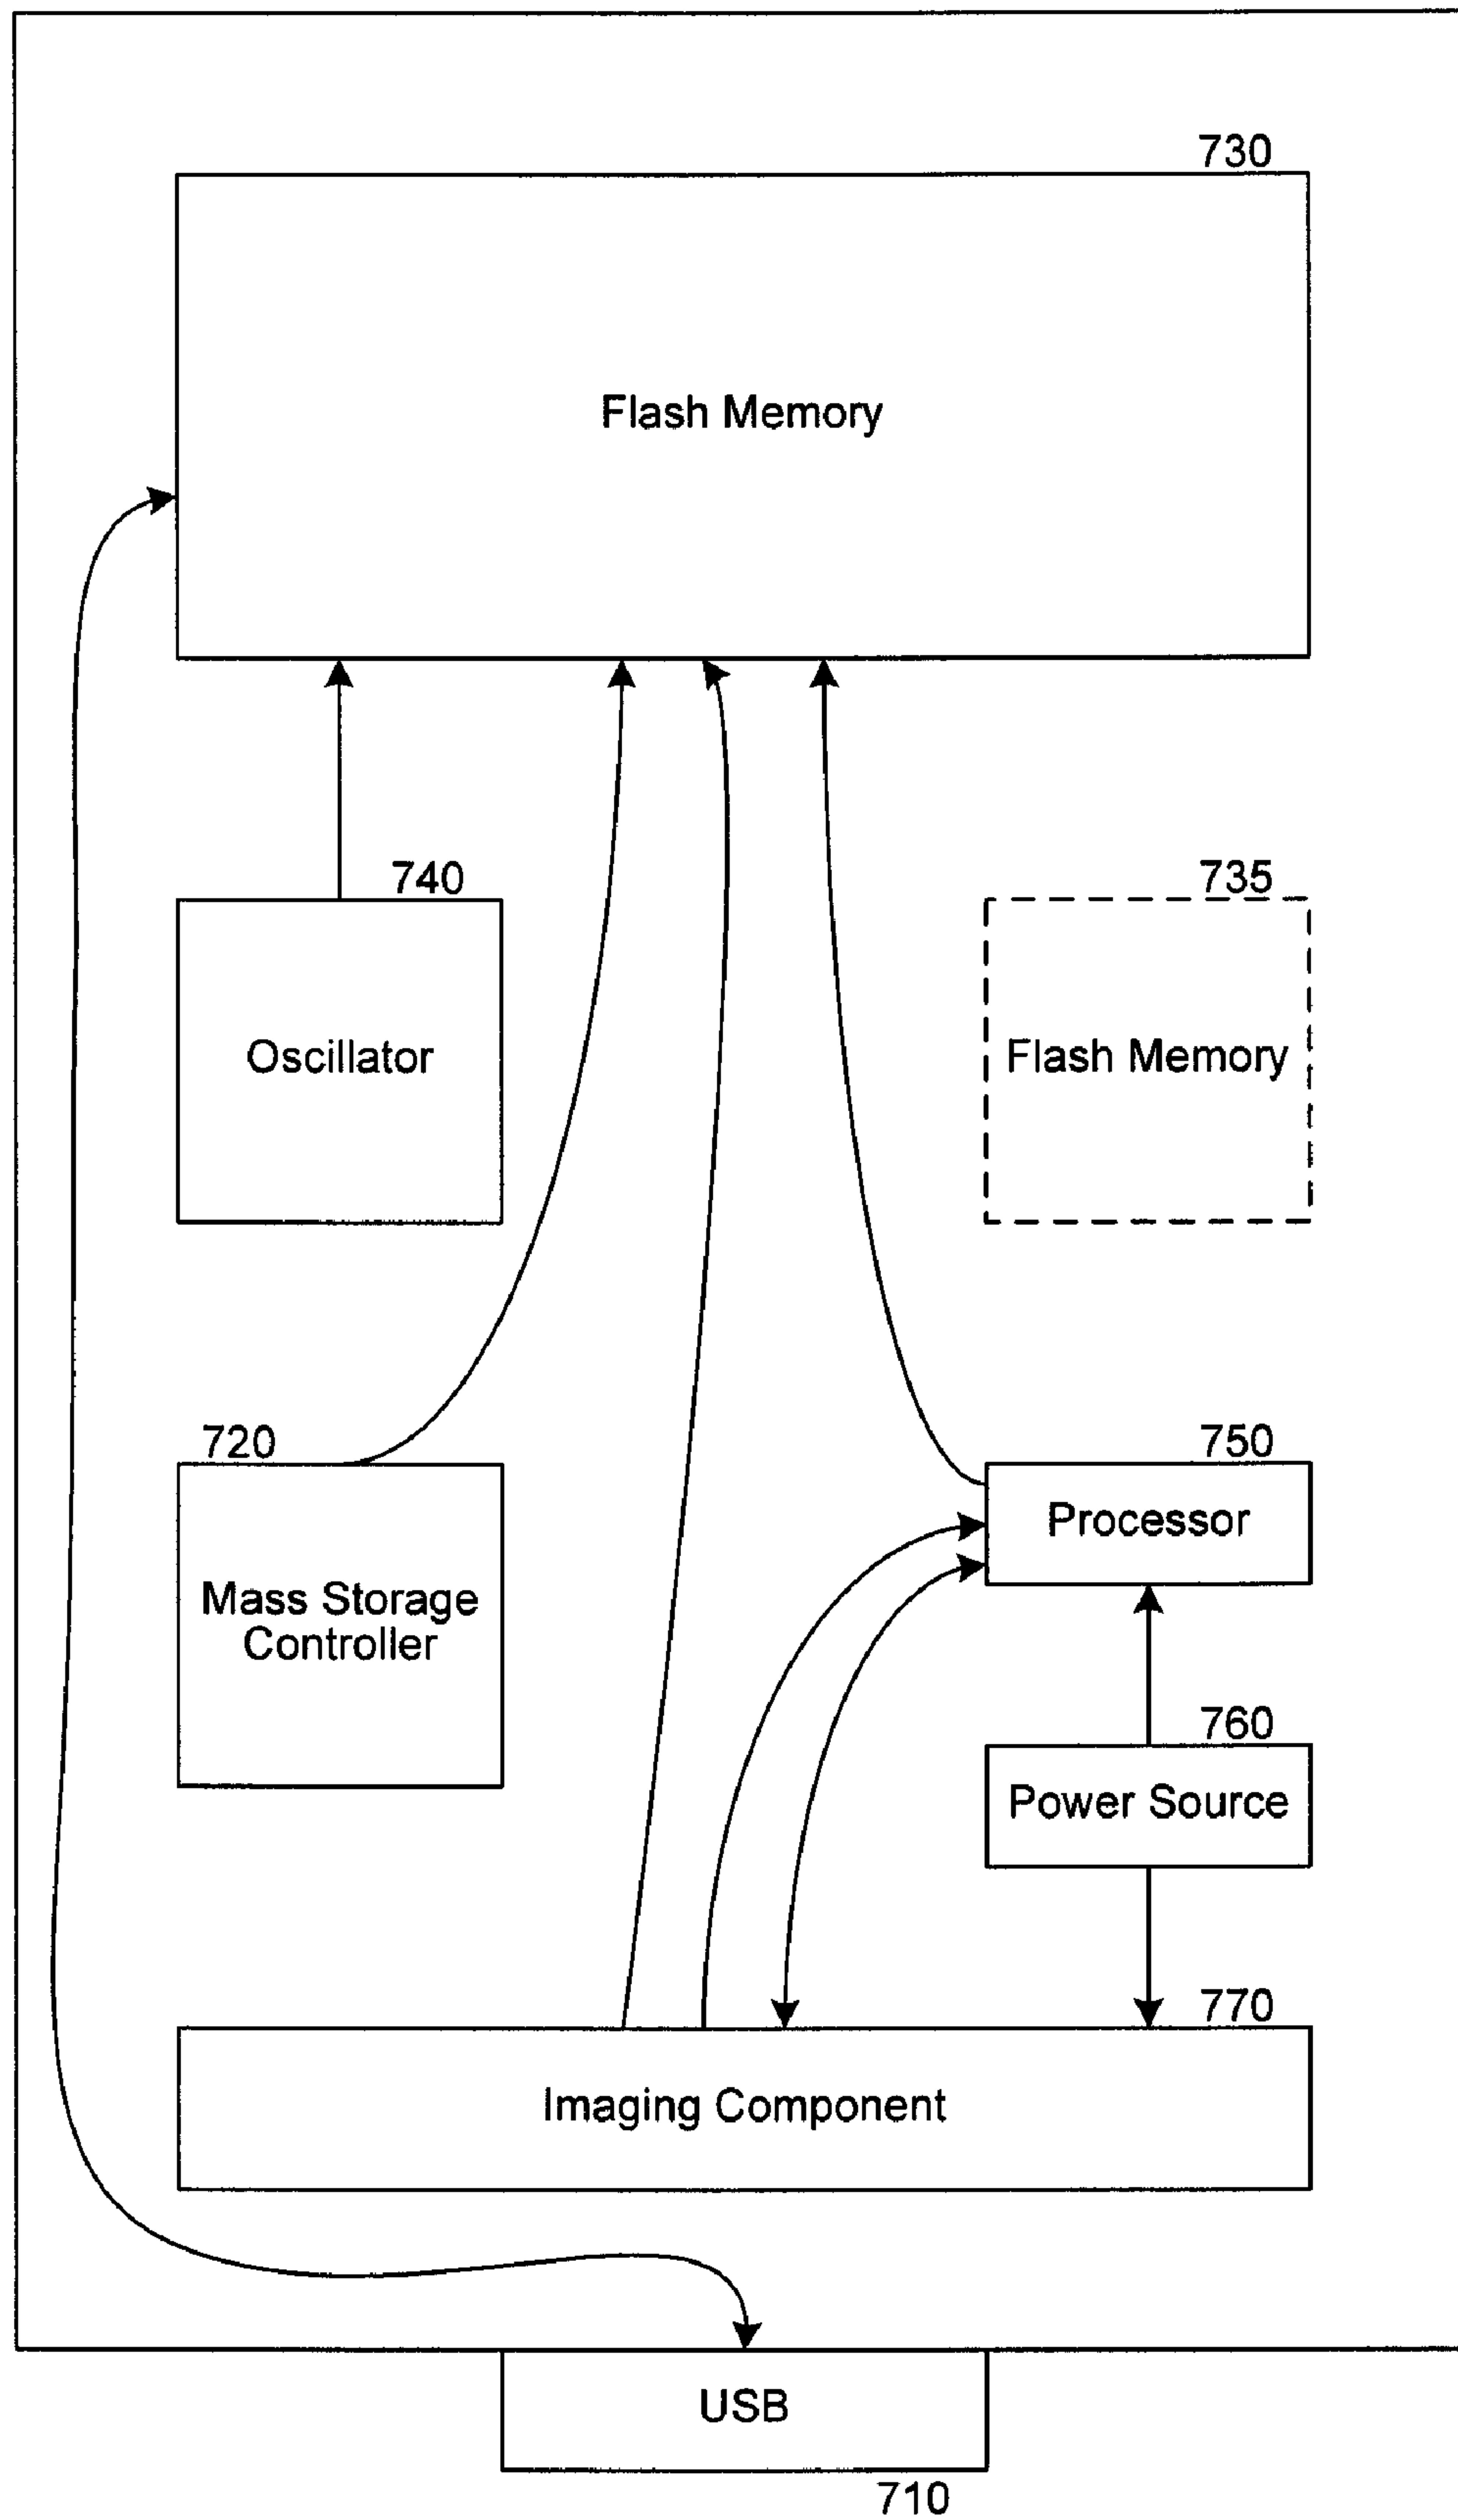 730
Flash Memory
740
735
Oscillator
Flash Memory
720
750
Processor
Mass Storage
Controller
760
Power Source
770
Imaging Component
USB
710